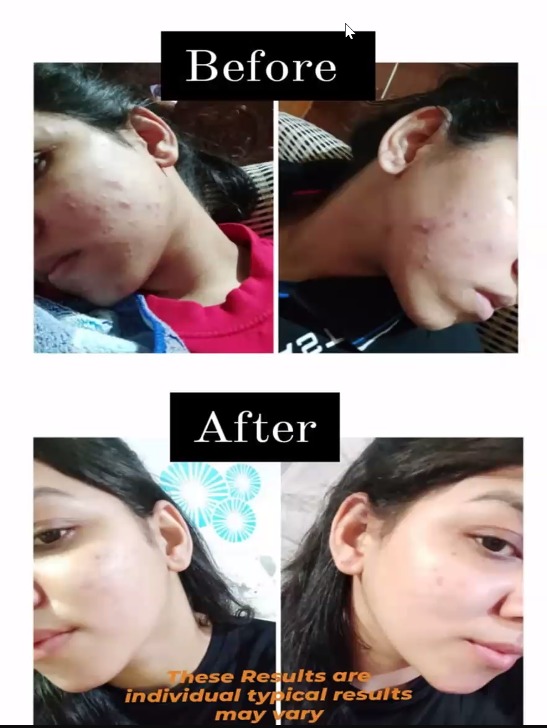 Before
After
These Results are
individual typical results
may vary